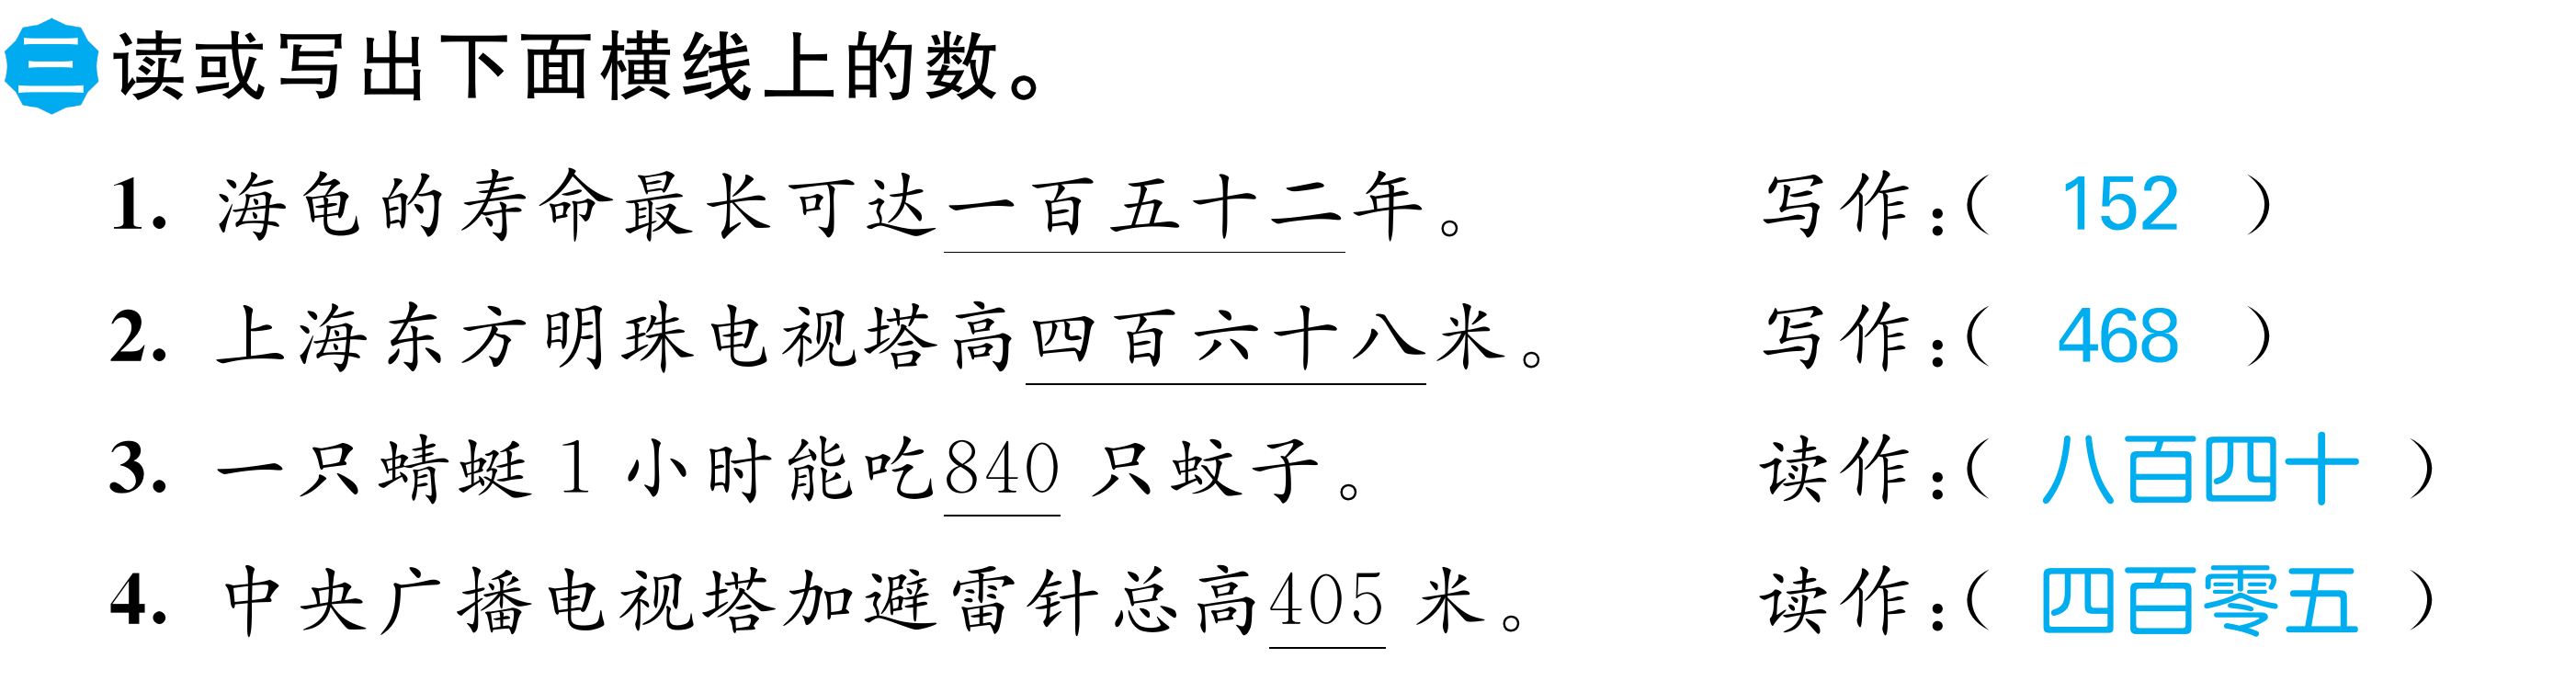 三 读或写出下面横线上的数。
1. 海龟的寿命最长可达一百五十二年。 写作:( 152 )
2. 上海东方明珠电视塔高四百六十八米。 写作:( 468 )
3. 一只蜻蜓 1 小时能吃840 只蚊子。 读作:( 八百四十 )
4. 中央广播电视塔加避雷针总高405 米。 读作:( 四百零五 )